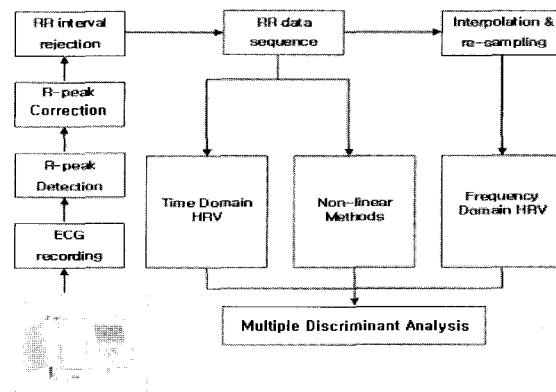 RR interval
rejection
RR data
sequence
Interpolation &
re-sampling
R-peak
Correction
R-peak
Detection
ECG
recording
Time Domain
HRV
Non-linear
Methods
Frequency
Domain HRV
Multiple Discriminant Analysis